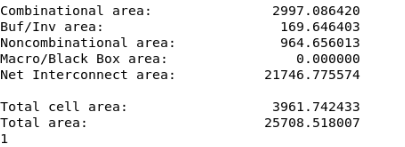 Combinational area: 2997.086420
Buf/Inv area: 169.646403
Noncombinational area: 964.656013
Macro/Black Box area: 0.000000
Net Interconnect area: 21746.775574
Total cell area: 3961.742433
Total area: 25708.518007
1